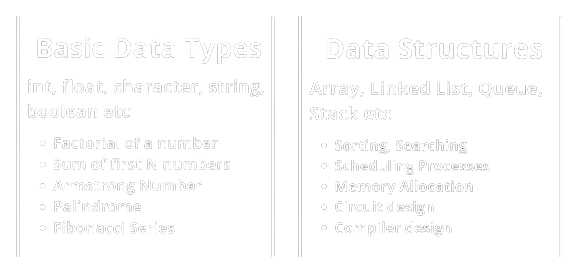 Basic Data Types
int, float, character, string,
boolean etc
Factorial of a number
Sum of first N numbers
Armstrong Number
Palindrome
Fibonacci Series
Data Structures
Array, Linked List, Queue,
Stack etc
Sorting, Searching
Scheduling Processes
Memory Allocation
Circuit design
Compiler design